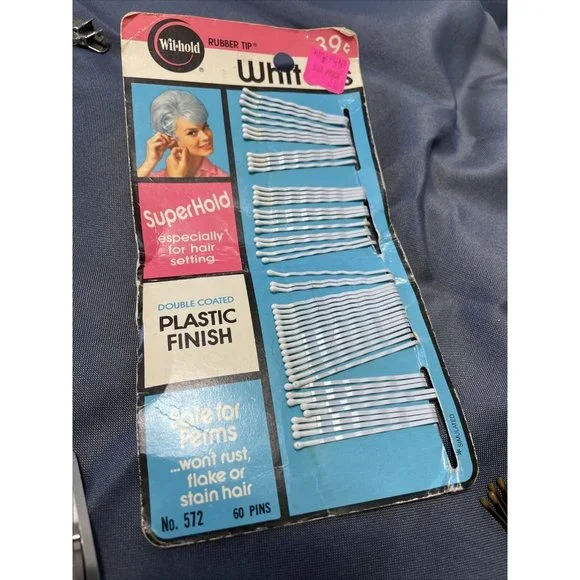 Wil-hold
®
RUBBER TIP®
39¢
SuperHold
especially
for hair
setting
DOUBLE COATED
PLASTIC
FINISH
Safe for
Perms
...won't rust,
flake or
stain hair
No. 572
60 PINS
*SIMULATED